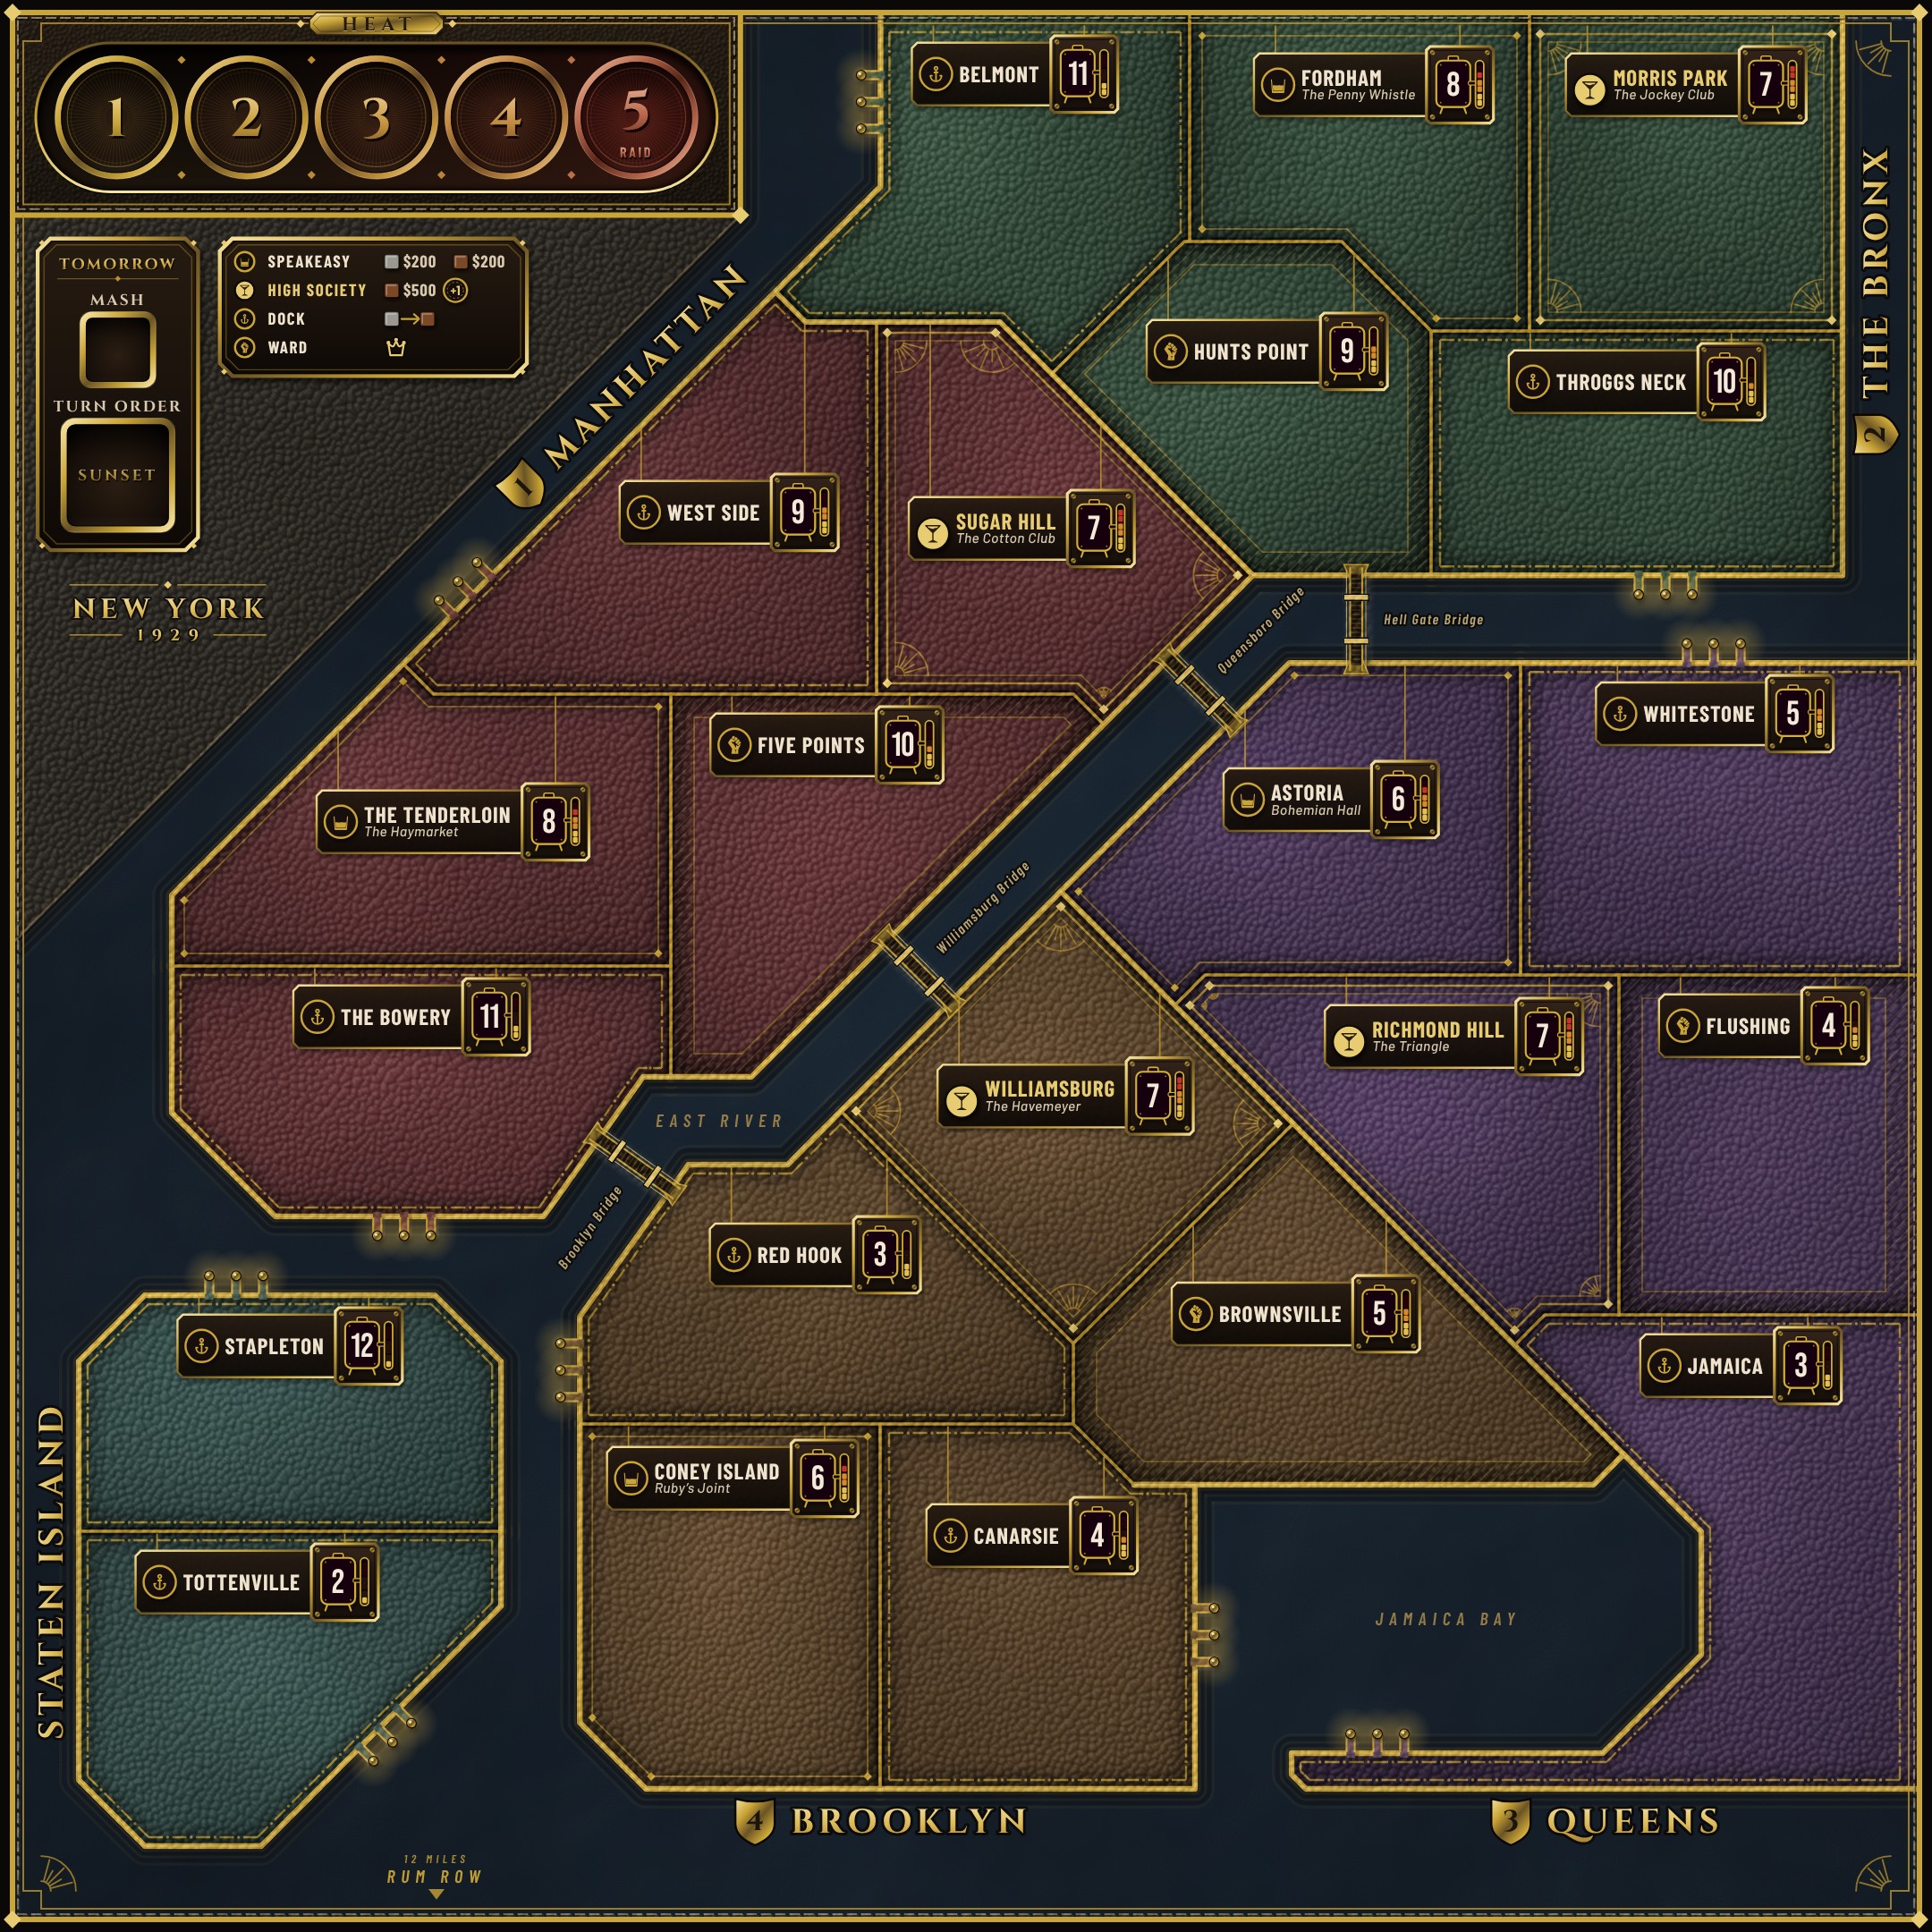 HEAT
1 2 3 4 5
RAID
TOMORROW
MASH
TURN ORDER
SUNSET
SPEAKEASY $200 $200
HIGH SOCIETY $500 +1
DOCK
WARD
NEW YORK
1929
1 MANHATTAN
2 THE BRONX
BELMONT 11
FORDHAM 8
The Penny Whistle
MORRIS PARK 7
The Jockey Club
HUNTS POINT 9
THROGGS NECK 10
WEST SIDE 9
SUGAR HILL 7
The Cotton Club
Queensboro Bridge
Hell Gate Bridge
THE TENDERLOIN 8
The Haymarket
FIVE POINTS 10
ASTORIA 6
Bohemian Hall
WHITESTONE 5
Williamsburg Bridge
THE BOWERY 11
RICHMOND HILL 7
The Triangle
FLUSHING 4
WILLIAMSBURG 7
The Havemeyer
EAST RIVER
Brooklyn Bridge
RED HOOK 3
BROWNSVILLE 5
STAPLETON 12
JAMAICA 3
CONEY ISLAND 6
Ruby's Joint
CANARSIE 4
TOTTENVILLE 2
STATEN ISLAND
JAMAICA BAY
4 BROOKLYN
3 QUEENS
12 MILES
RUM ROW